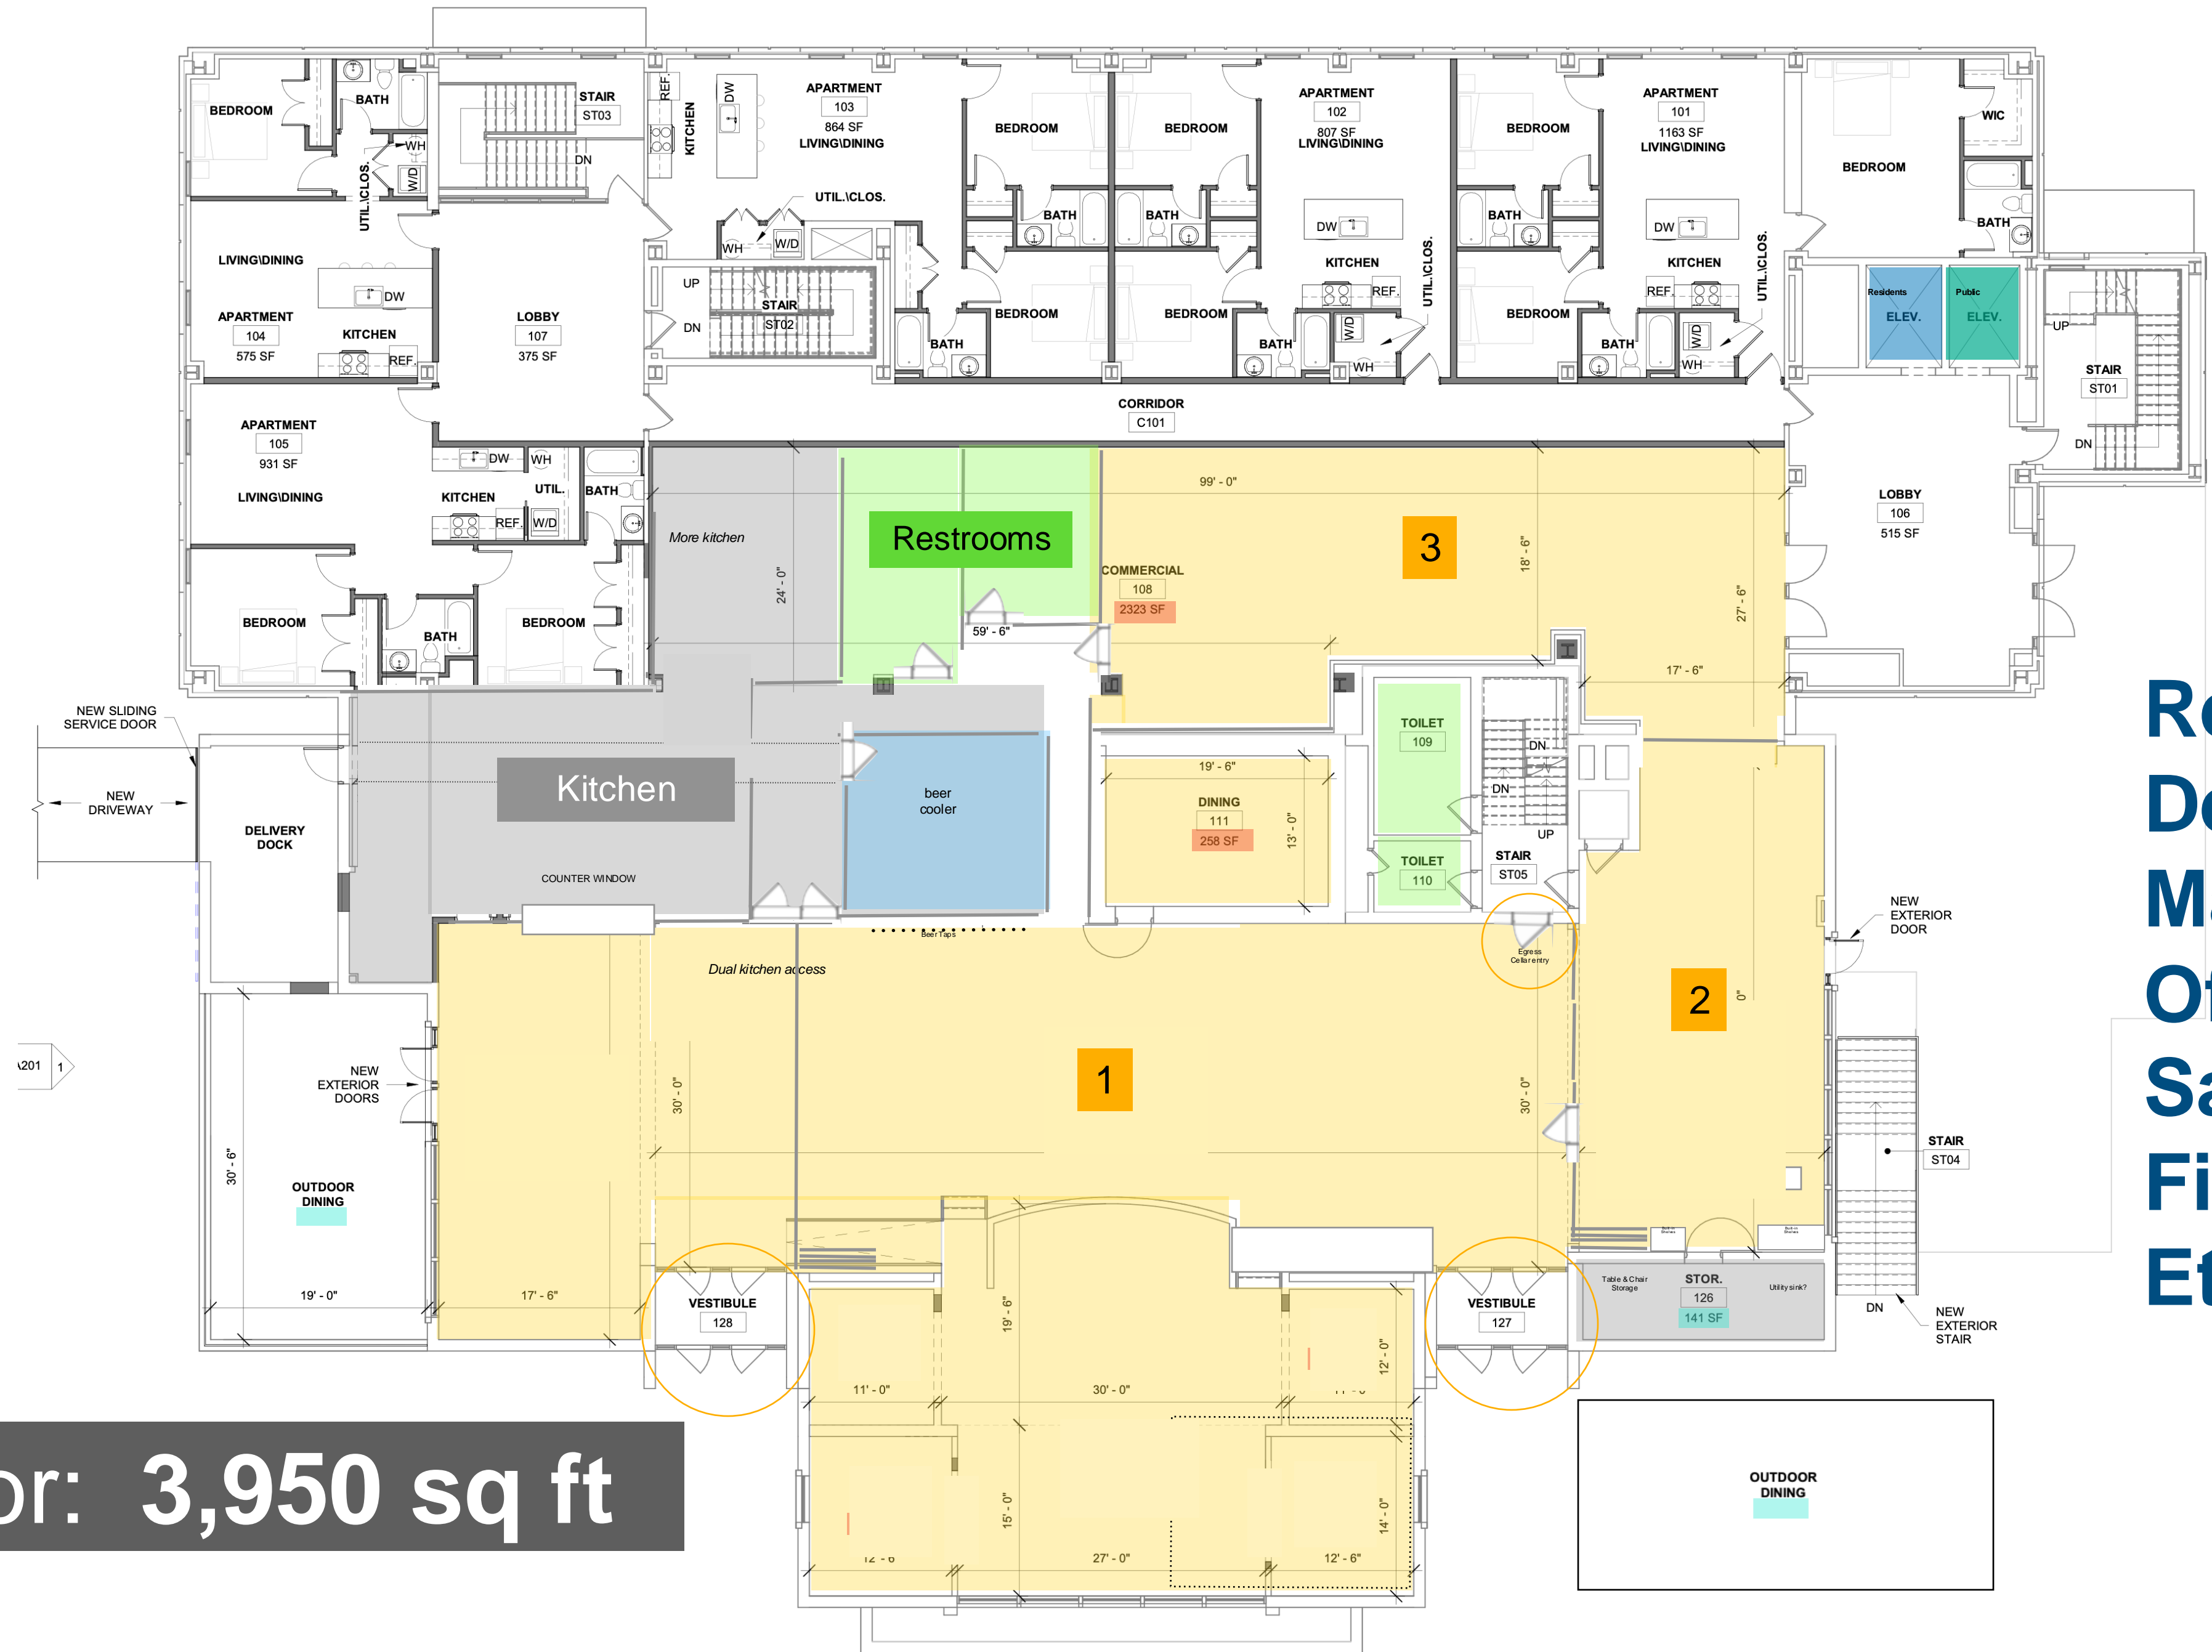 BEDROOM
BATH
WH
W/D
UTIL.\CLOS.
STAIR
ST03
DN
REF.
KITCHEN
DW
APARTMENT
103
864 SF
LIVING\DINING
UTIL.\CLOS.
WH
W/D
BEDROOM
BATH
BEDROOM
BATH
UP
DN
STAIR
ST02
BEDROOM
BATH
BEDROOM
APARTMENT
102
807 SF
LIVING\DINING
DW
KITCHEN
REF.
UTIL.\CLOS.
BATH
W/D
WH
BEDROOM
BATH
BEDROOM
APARTMENT
101
1163 SF
LIVING\DINING
DW
KITCHEN
REF.
UTIL.\CLOS.
BATH
W/D
WH
BEDROOM
WIC
BATH
Residents
ELEV.
Public
ELEV.
UP
STAIR
ST01
DN
LIVING\DINING
DW
APARTMENT
104
575 SF
KITCHEN
REF.
LOBBY
107
375 SF
CORRIDOR
C101
APARTMENT
105
931 SF
LIVING\DINING
DW
WH
KITCHEN
UTIL.
REF.
W/D
BATH
BEDROOM
BATH
BEDROOM
LOBBY
106
515 SF
99' - 0"
More kitchen
24' - 0"
Restrooms
59' - 6"
COMMERCIAL
108
2323 SF
3
18' - 6"
27' - 6"
17' - 6"
NEW SLIDING
SERVICE DOOR
NEW
DRIVEWAY
DELIVERY
DOCK
Kitchen
COUNTER WINDOW
beer
cooler
19' - 6"
DINING
111
258 SF
13' - 0"
TOILET
109
TOILET
110
DN
DN
UP
STAIR
ST05
NEW
EXTERIOR
DOOR
Beer Taps
Dual kitchen access
Egress
Cellar entry
1
2
0"
30' - 0"
30' - 0"
201
1
NEW
EXTERIOR
DOORS
30' - 6"
OUTDOOR
DINING
19' - 0"
17' - 6"
VESTIBULE
128
VESTIBULE
127
Table & Chair
Storage
STOR.
126
141 SF
Utility sink?
STAIR
ST04
DN
NEW
EXTERIOR
STAIR
19' - 6"
12' - 0"
11' - 0"
30' - 0"
15' - 0"
14' - 0"
27' - 0"
12' - 6"
OUTDOOR
DINING
or: 3,950 sq ft
Et